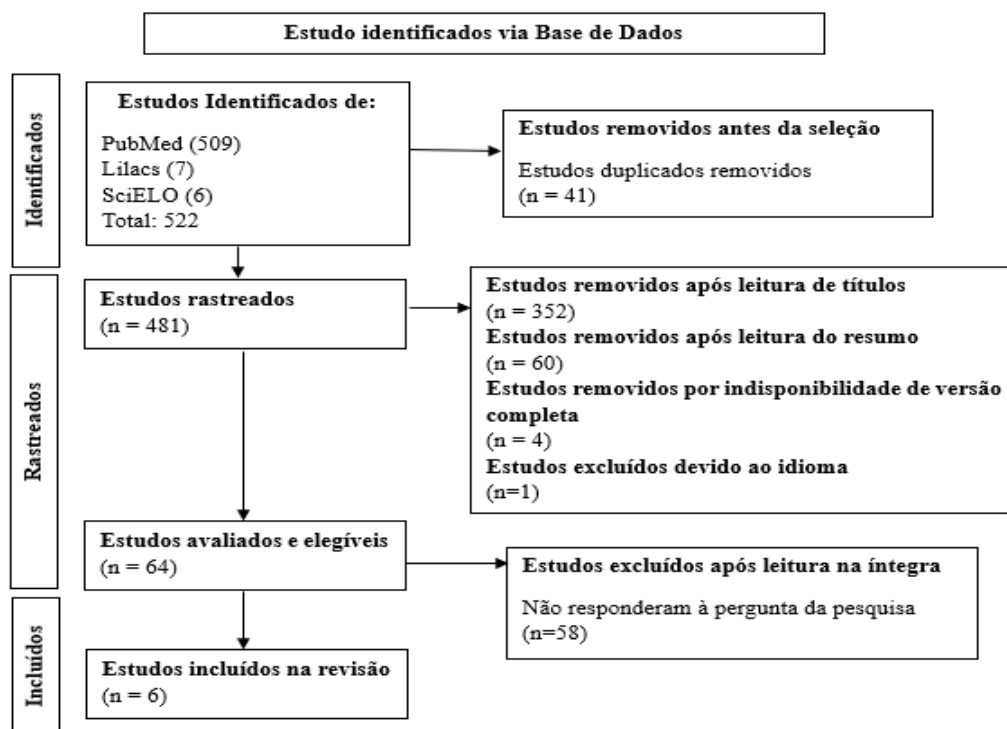 Estudo identificados via Base de Dados
Identificados
Estudos Identificados de:
PubMed (509)
Lilacs (7)
SciELO (6)
Total: 522
Estudos removidos antes da seleção
Estudos duplicados removidos
(n = 41)
Rastreados
Estudos rastreados
(n = 481)
Estudos removidos após leitura de títulos
(n = 352)
Estudos removidos após leitura do resumo
(n = 60)
Estudos removidos por indisponibilidade de versão
completa
(n = 4)
Estudos excluídos devido ao idioma
(n=1)
Estudos avaliados e elegíveis
(n = 64)
Estudos excluídos após leitura na íntegra
Não responderam à pergunta da pesquisa
(n=58)
Incluídos
Estudos incluídos na revisão
(n = 6)